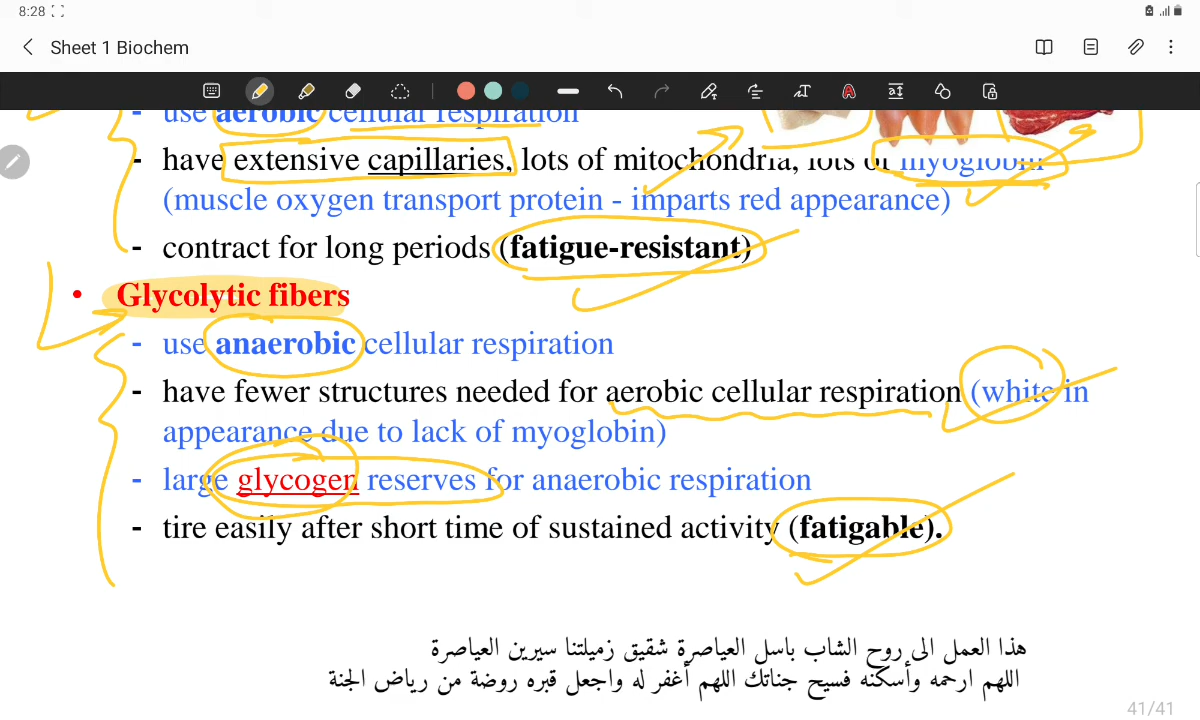 8:28
Sheet 1 Biochem
- use aerobic cellular respiration
- have extensive capillaries, lots of mitochondria, lots of myoglobin
(muscle oxygen transport protein - imparts red appearance)
- contract for long periods (fatigue-resistant)
• Glycolytic fibers
- use anaerobic cellular respiration
- have fewer structures needed for aerobic cellular respiration (white in
appearance due to lack of myoglobin)
- large glycogen reserves for anaerobic respiration
- tire easily after short time of sustained activity (fatigable).
هذا العمل الى روح الشاب باسل العياصرة شقيق زميلتنا سيرين العياصرة
اللهم ارحمه وأسكنه فسيح جناتك اللهم أغفر له واجعل قبره روضة من رياض الجنة
41/41